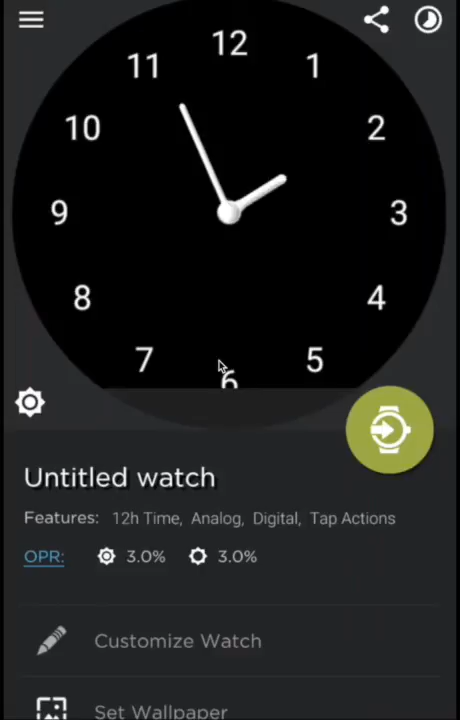 12
11 1
10 2
9 3
8 4
7 5
6
Untitled watch
Features: 12h Time, Analog, Digital, Tap Actions
OPR: 3.0% 3.0%
Customize Watch
Set Wallpaper